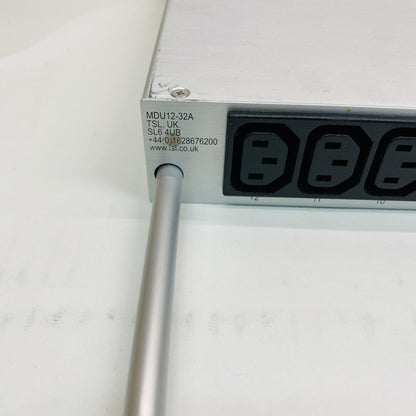 MDU12-32A
TSL, UK.
SL6 4UB
+44(0)1628676200
www.tsl.co.uk
12 11 10